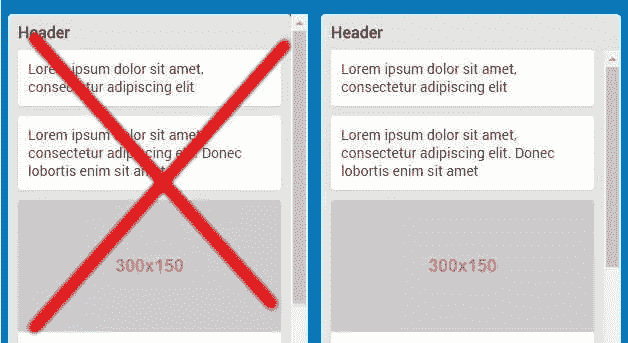 Header
Lorem ipsum dolor sit amet,
consectetur adipiscing elit
Lorem ipsum dolor sit amet,
consectetur adipiscing elit. Donec
lobortis enim sit amet
300x150
Header
Lorem ipsum dolor sit amet,
consectetur adipiscing elit
Lorem ipsum dolor sit amet,
consectetur adipiscing elit. Donec
lobortis enim sit amet
300x150